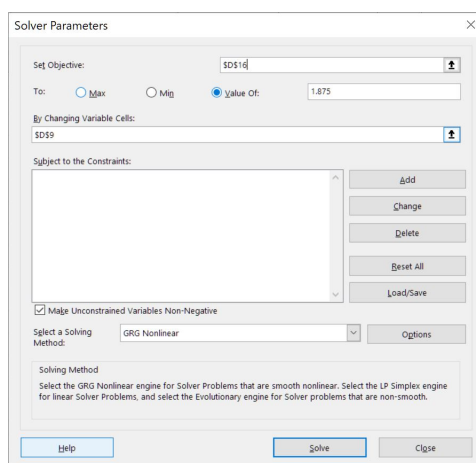 Solver Parameters
Set Objective:
$D$16
To:
Max
Min
Value Of:
1.875
By Changing Variable Cells:
$D$9
Subject to the Constraints:
Add
Change
Delete
Reset All
Load/Save
Make Unconstrained Variables Non-Negative
Select a Solving
Method:
GRG Nonlinear
Options
Solving Method
Select the GRG Nonlinear engine for Solver Problems that are smooth nonlinear. Select the LP Simplex engine
for linear Solver Problems, and select the Evolutionary engine for Solver problems that are non-smooth.
Help
Solve
Close